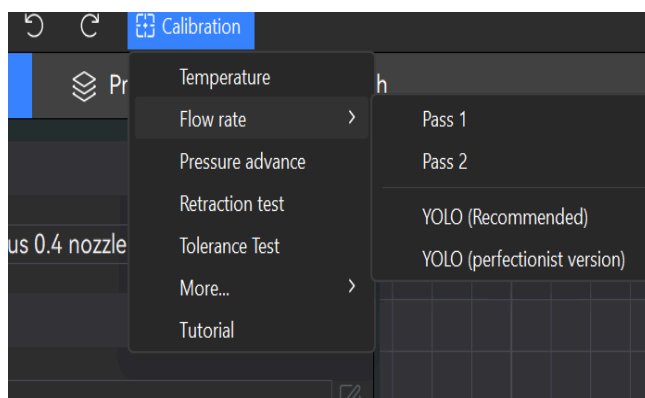 Calibration
Pr
h
Temperature
Flow rate
Pressure advance
Retraction test
Tolerance Test
More...
Tutorial
Pass 1
Pass 2
YOLO (Recommended)
YOLO (perfectionist version)
us 0.4 nozzle